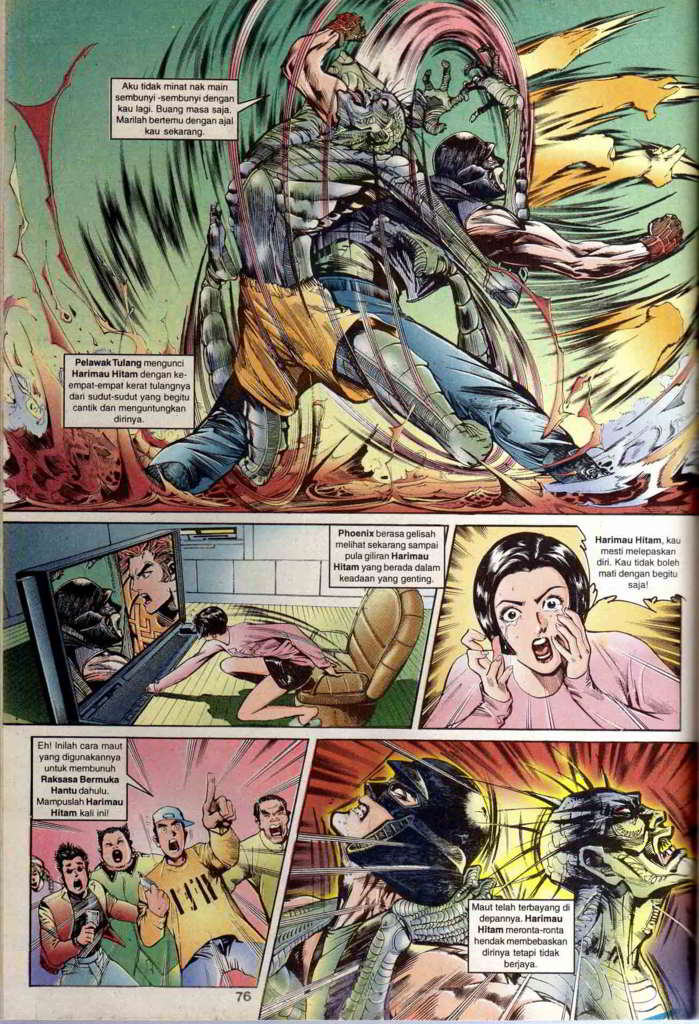 Aku tidak minat nak main
sembunyi -sembunyi dengan
kau lagi. Buang masa saja.
Marilah bertemu dengan ajal
kau sekarang.
Pelawak Tulang mengunci
Harimau Hitam dengan ke-
empat-empat kerat tulangnya
dari sudut-sudut yang begitu
cantik dan menguntungkan
dirinya.
Phoenix berasa gelisah
melihat sekarang sampai
pula giliran Harimau
Hitam yang berada dalam
keadaan yang genting.
Harimau Hitam, kau
mesti melepaskan
diri. Kau tidak boleh
mati dengan begitu
saja!
Eh! Inilah cara maut
yang digunakannya
untuk membunuh
Raksasa Bermuka
Hantu dahulu.
Mampuslah Harimau
Hitam kali ini!
Maut telah terbayang di
depannya. Harimau
Hitam meronta-ronta
hendak membebaskan
dirinya tetapi tidak
berjaya.
76